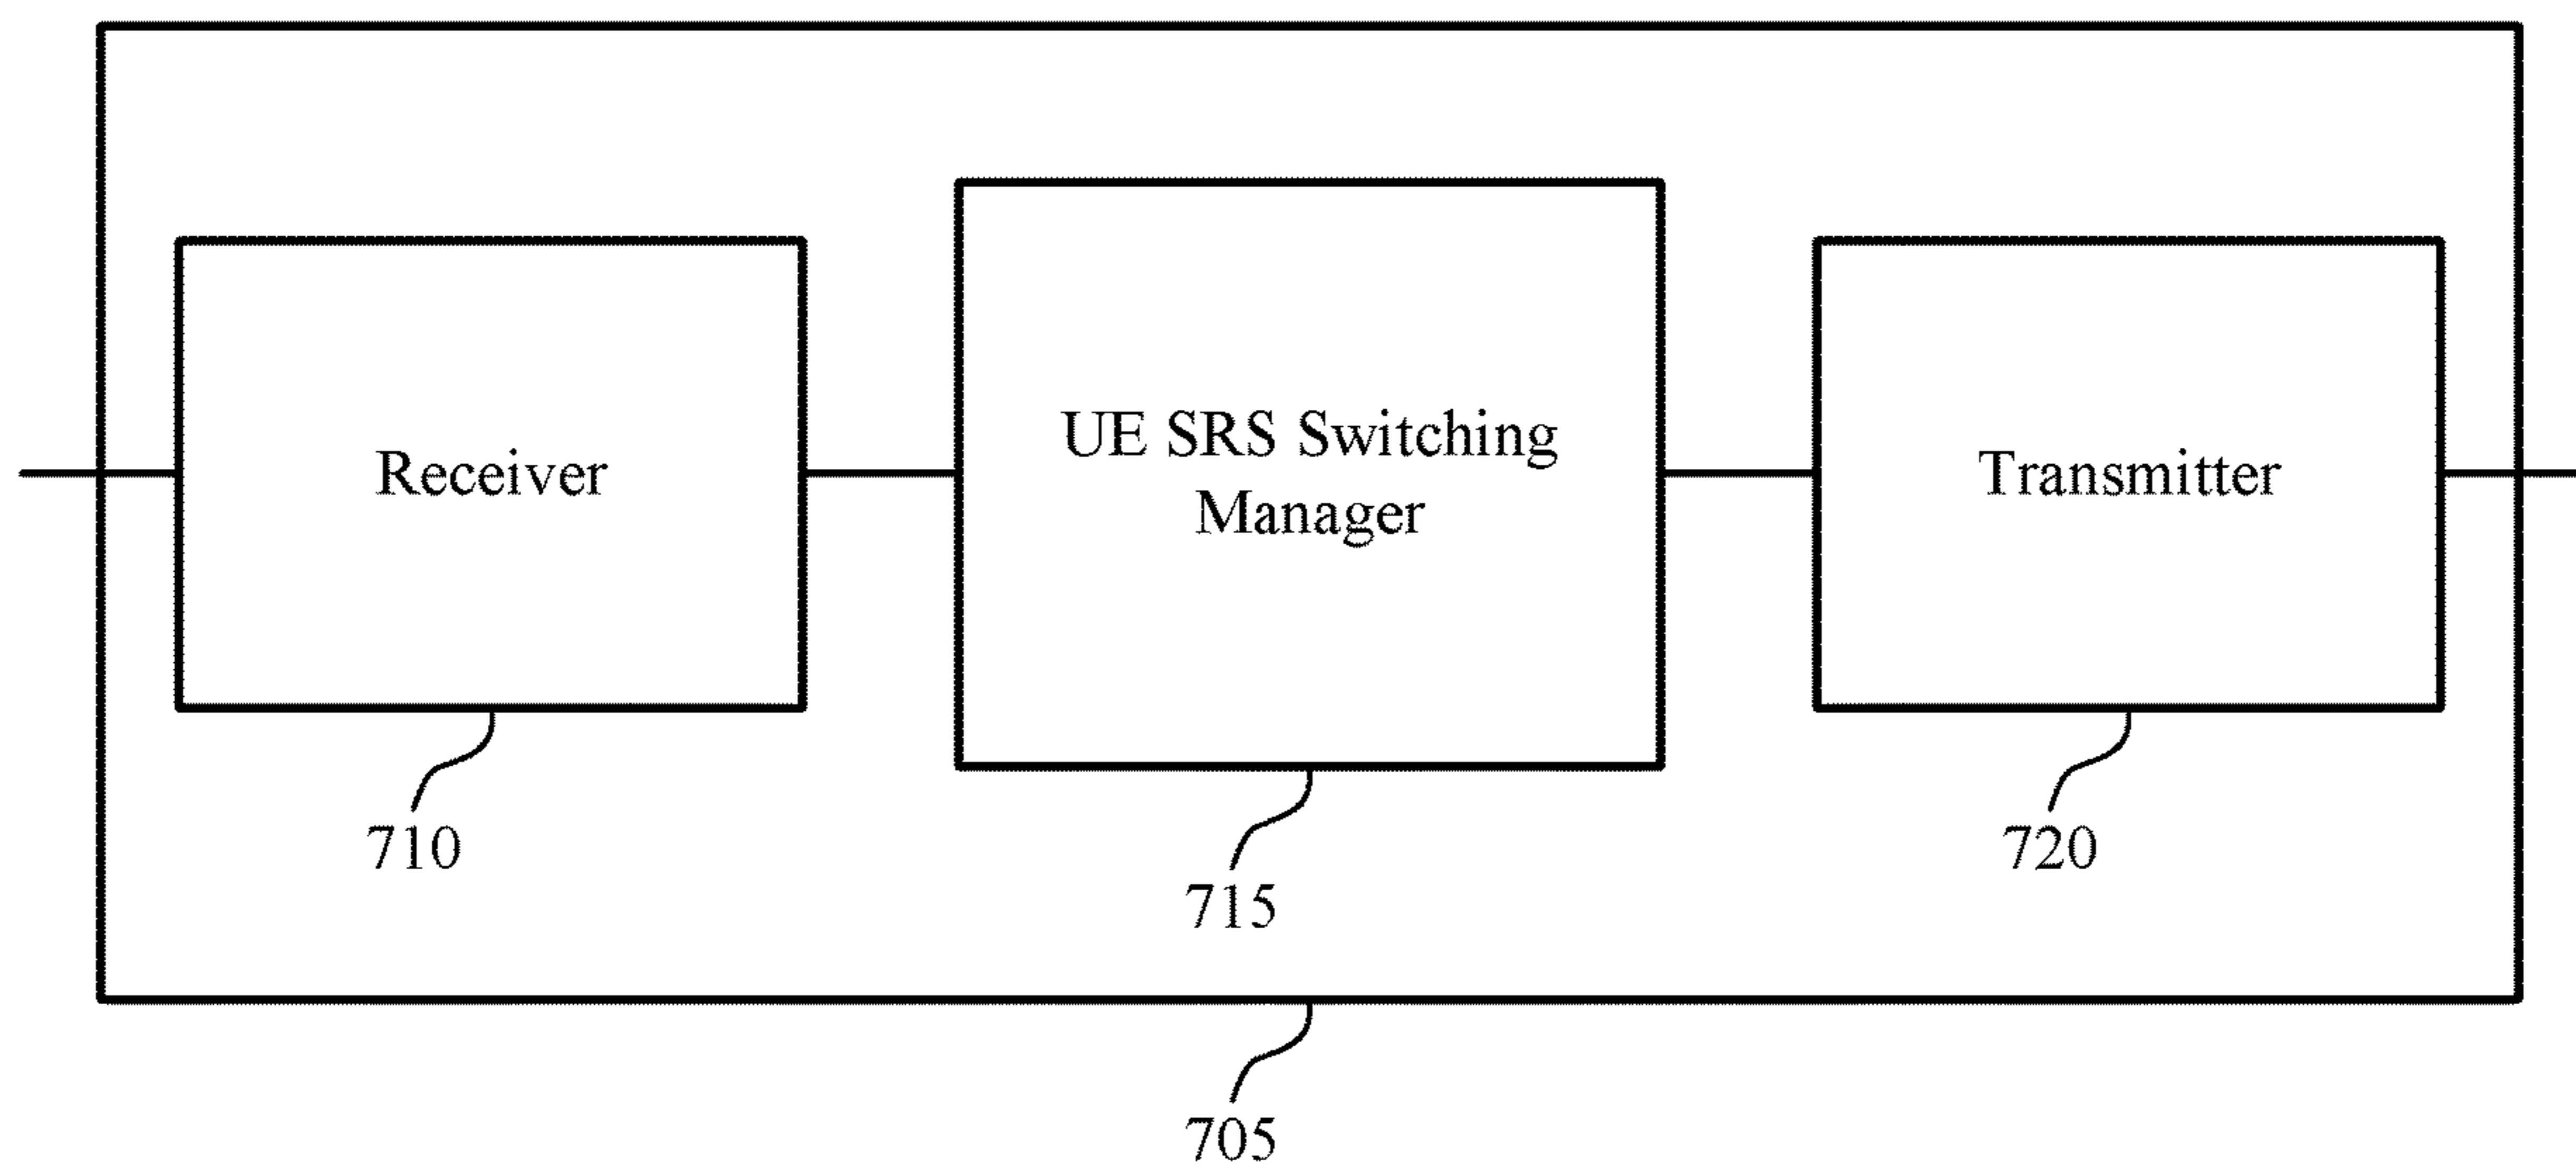 Receiver
UE SRS Switching
Manager
Transmitter
710
720
715
705